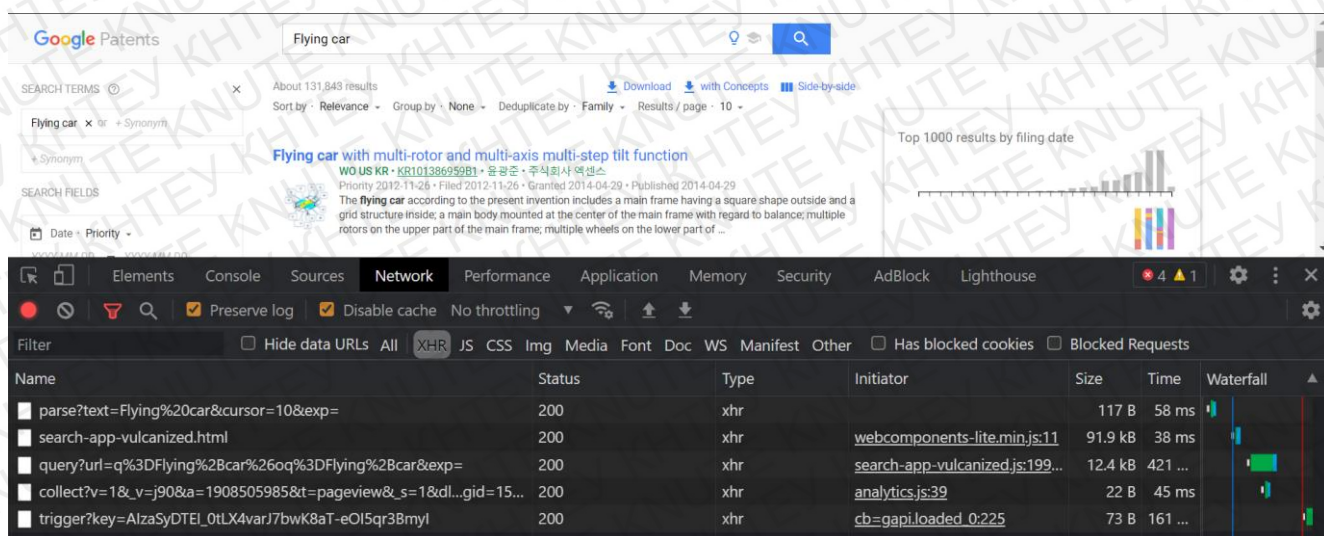 Google Patents
Flying car
SEARCH TERMS
About 131,843 results
Download with Concepts Side-by-side
Sort by · Relevance Group by · None Deduplicate by · Family Results / page · 10
Flying car × or + Synonym
+ Synonym
Top 1000 results by filing date
Flying car with multi-rotor and multi-axis multi-step tilt function
WO US KR · KR101386959B1 · 윤광준 · 주식회사 엑센스
Priority 2012-11-26 • Filed 2012-11-26 • Granted 2014-04-29 • Published 2014-04-29
SEARCH FIELDS
The flying car according to the present invention includes a main frame having a square shape outside and a
grid structure inside; a main body mounted at the center of the main frame with regard to balance; multiple
rotors on the upper part of the main frame; multiple wheels on the lower part of ...
Date · Priority
Elements Console Sources Network Performance Application Memory Security AdBlock Lighthouse 4 1
Preserve log Disable cache No throttling
Filter Hide data URLs All XHR JS CSS Img Media Font Doc WS Manifest Other Has blocked cookies Blocked Requests
Name Status Type Initiator Size Time Waterfall
parse?text=Flying%20car&cursor=10&exp= 200 xhr 117 B 58 ms
search-app-vulcanized.html 200 xhr webcomponents-lite.min.js:11 91.9 kB 38 ms
query?url=q%3DFlying%2Bcar%26oq%3DFlying%2Bcar&exp= 200 xhr search-app-vulcanized.js:199... 12.4 kB 421 ...
collect?v=1&_v=j90&a=1908505985&t=pageview&_s=1&dl...gid=15... 200 xhr analytics.js:39 22 B 45 ms
trigger?key=AIzaSyDTEI_0tLX4varJ7bwK8aT-eOI5qr3BmyI 200 xhr cb=gapi.loaded_0:225 73 B 161 ...